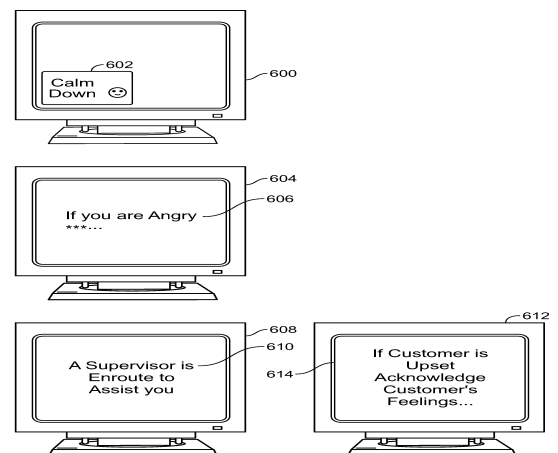 602
Calm
Down
600
604
606
If you are Angry
***...
608
610
A Supervisor is
Enroute to
Assist you
612
614
If Customer is
Upset
Acknowledge
Customer's
Feelings...